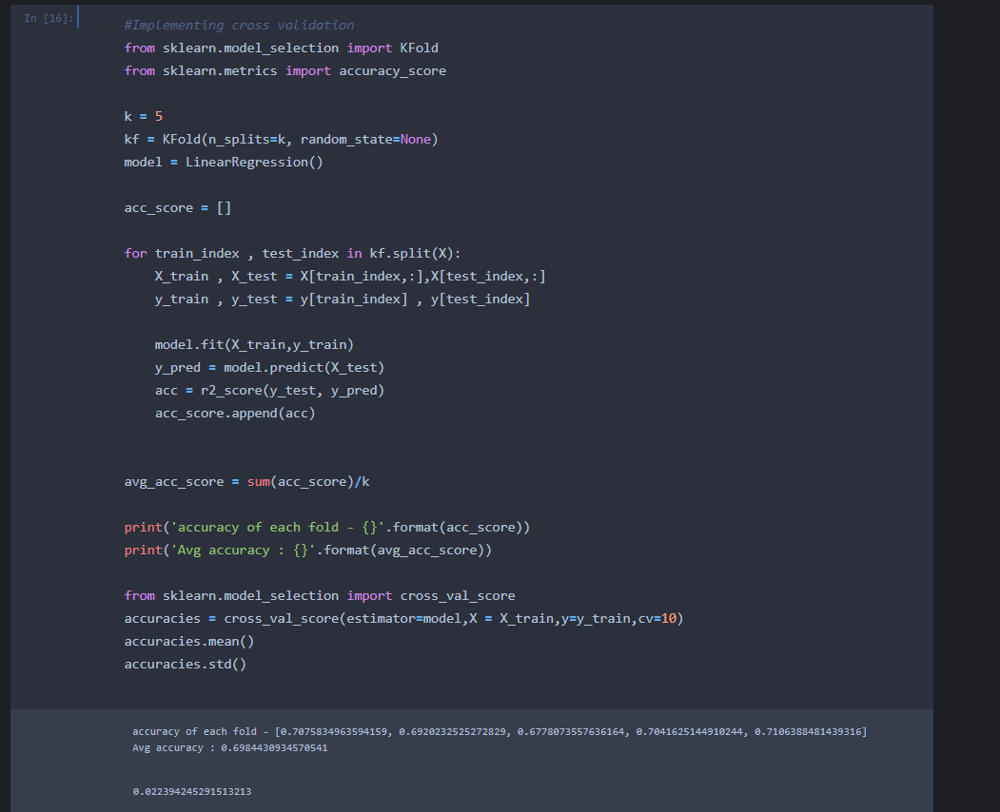 In [16]:
#Implementing cross validation
from sklearn.model_selection import KFold
from sklearn.metrics import accuracy_score
k = 5
kf = KFold(n_splits=k, random_state=None)
model = LinearRegression()
acc_score = []
for train_index , test_index in kf.split(X):
    X_train , X_test = X[train_index,:],X[test_index,:]
    y_train , y_test = y[train_index] , y[test_index]
    model.fit(X_train,y_train)
    y_pred = model.predict(X_test)
    acc = r2_score(y_test, y_pred)
    acc_score.append(acc)
avg_acc_score = sum(acc_score)/k
print('accuracy of each fold - {}'.format(acc_score))
print('Avg accuracy : {}'.format(avg_acc_score))
from sklearn.model_selection import cross_val_score
accuracies = cross_val_score(estimator=model,X = X_train,y=y_train,cv=10)
accuracies.mean()
accuracies.std()
accuracy of each fold - [0.7075834963594159, 0.6920232525272829, 0.6778073557636164, 0.7041625144910244, 0.7106388481439316]
Avg accuracy : 0.6984430934570541
0.022394245291513213